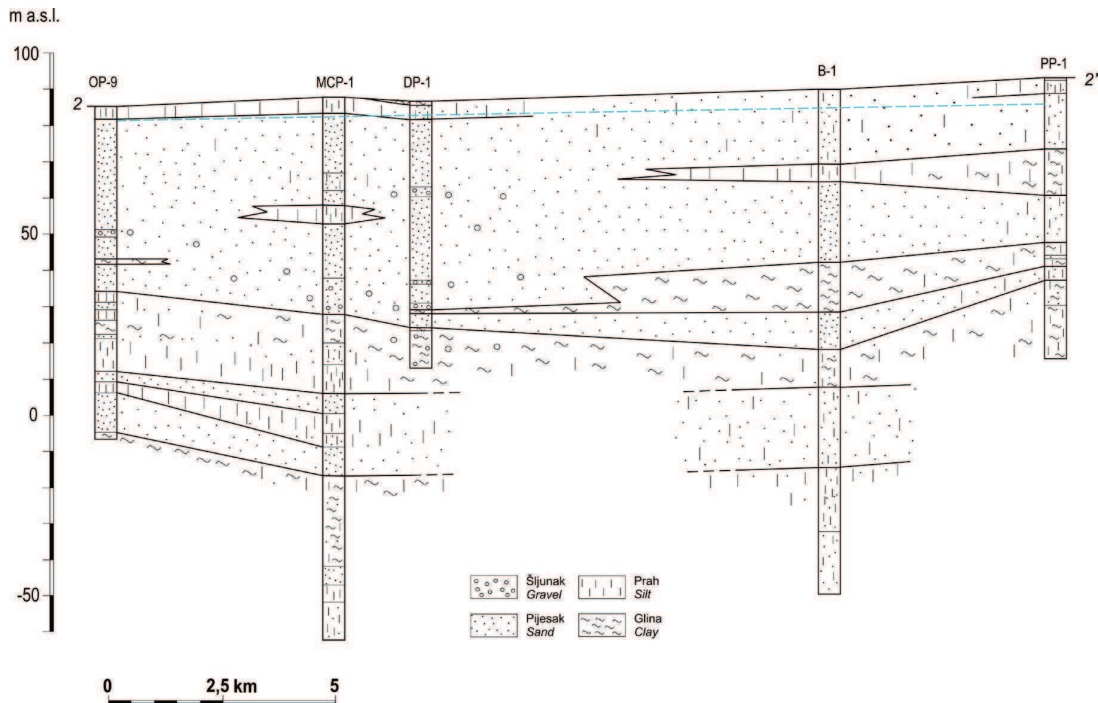 m a.s.l.
100
OP-9
MCP-1
DP-1
B-1
PP-1
2
2'
50
0
-50
Šljunak
Gravel
Prah
Silt
Pijesak
Sand
Glina
Clay
0
2,5 km
5